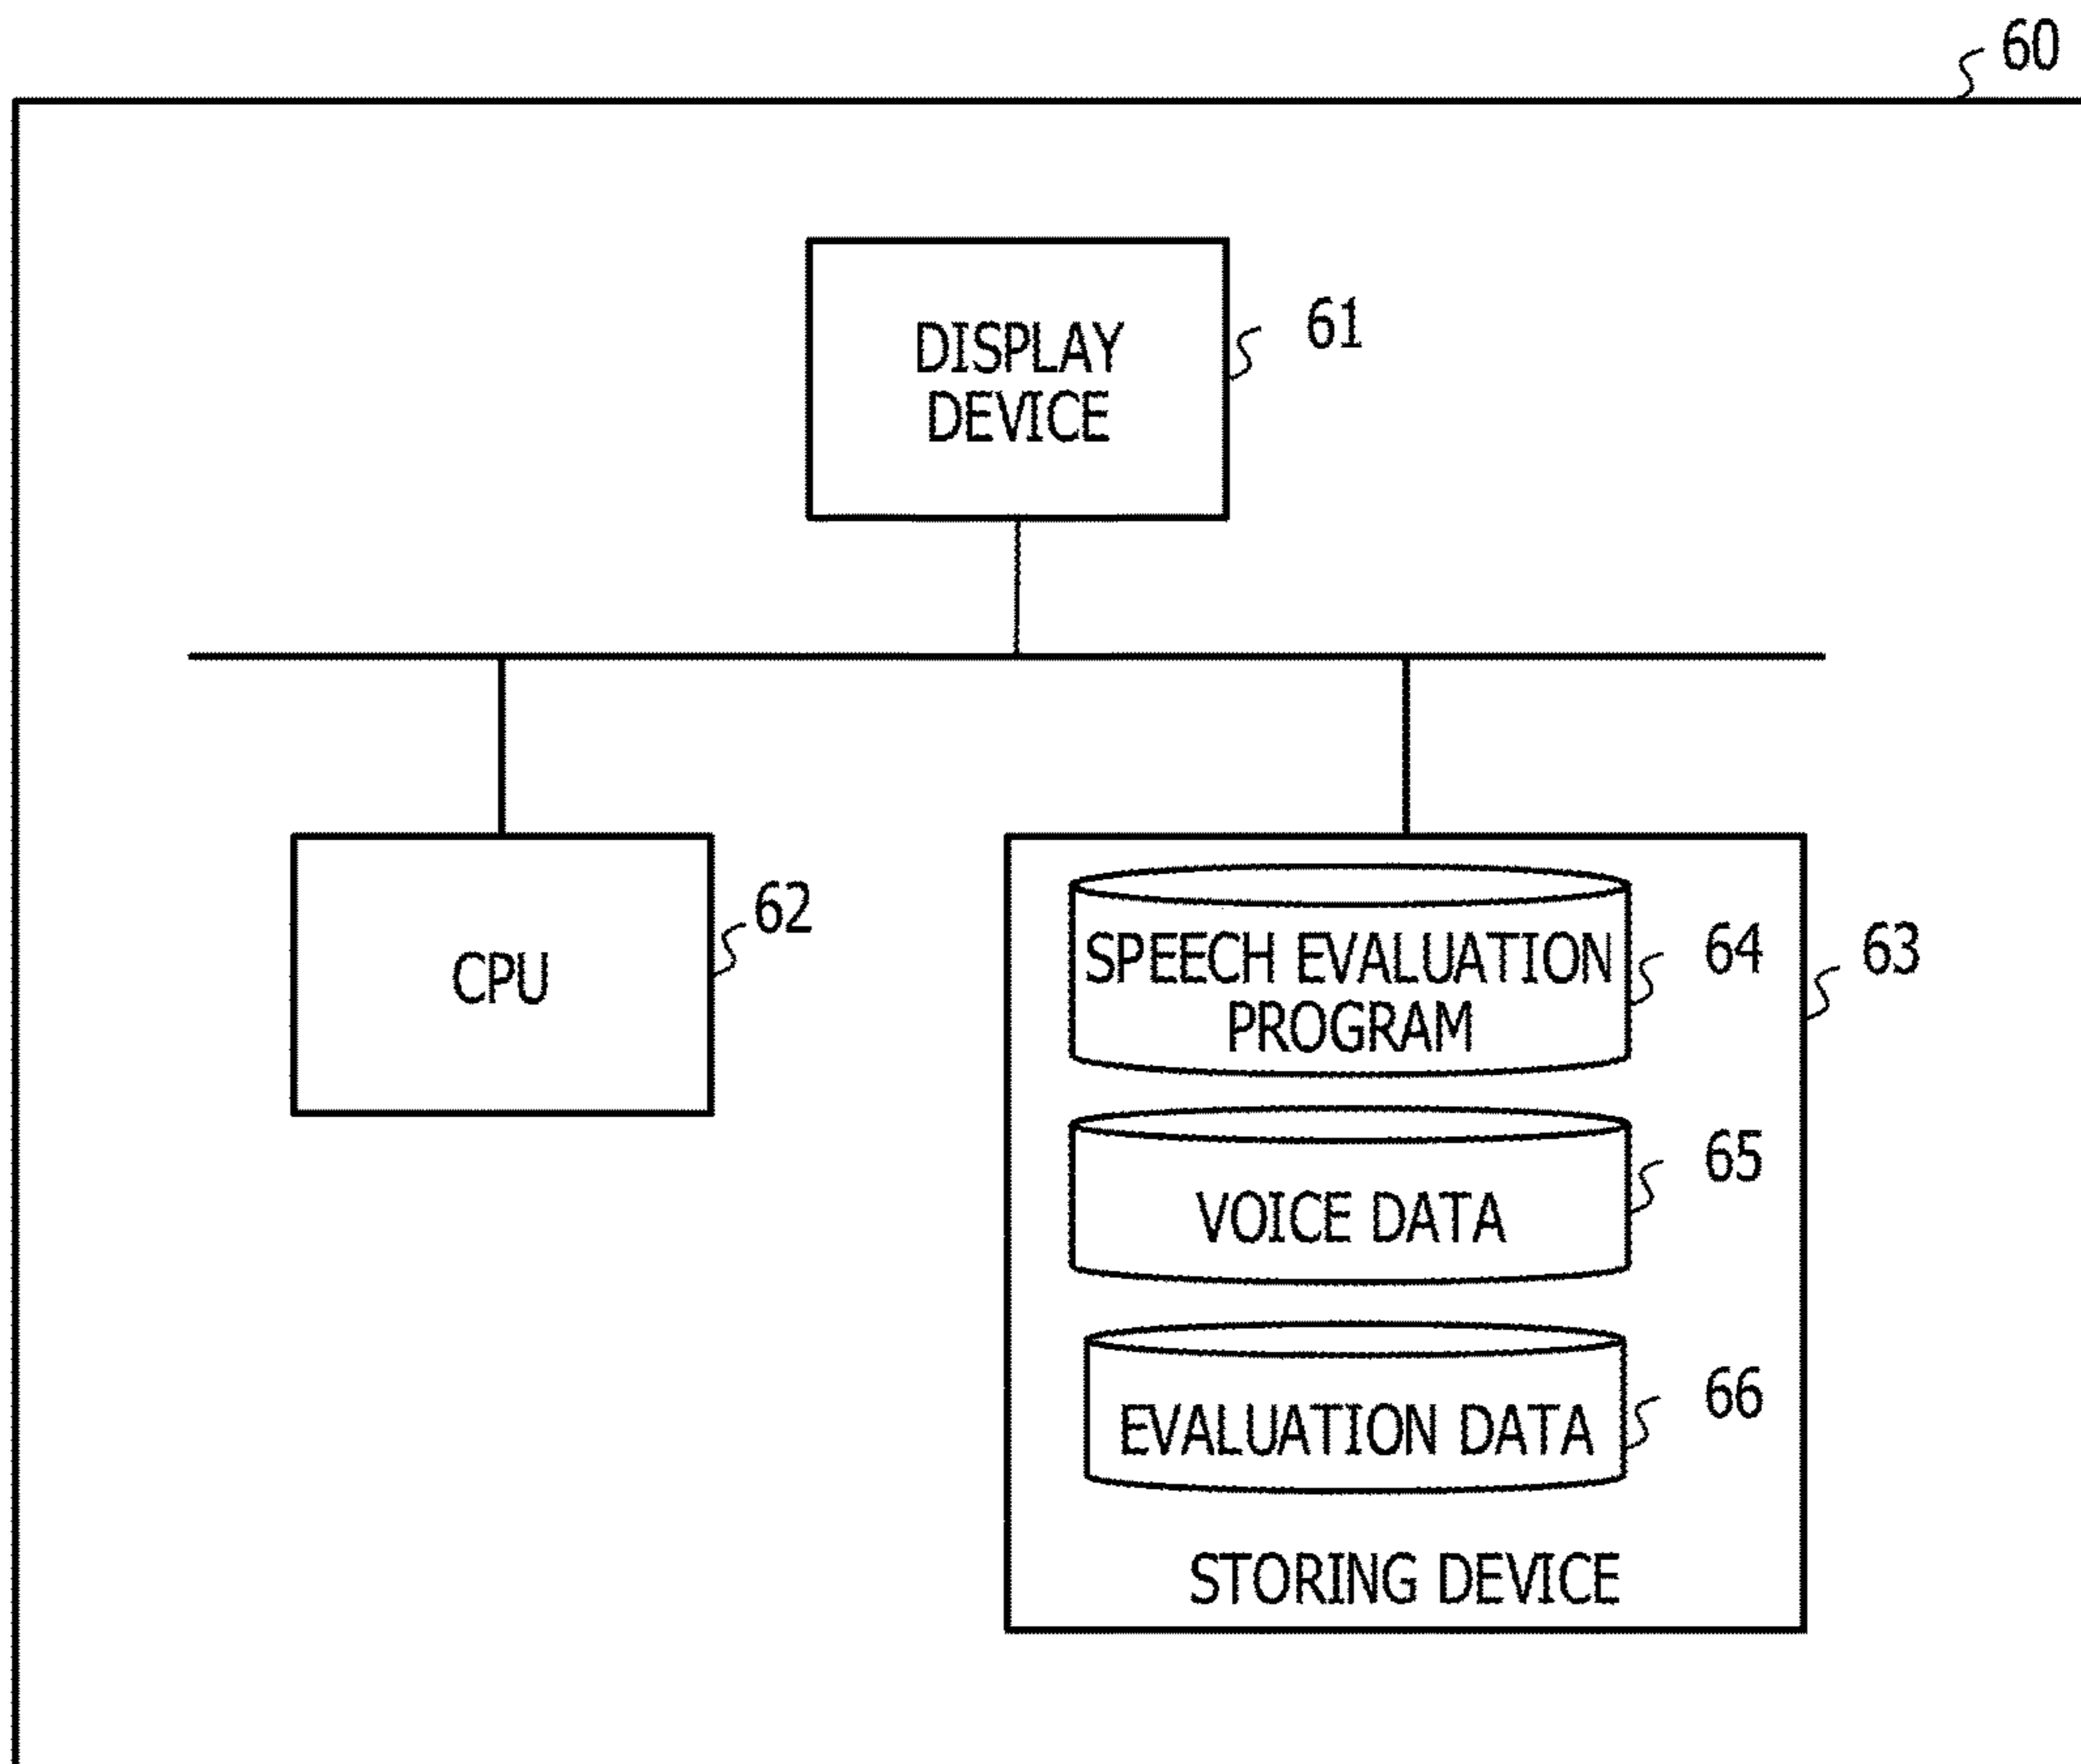 60
DISPLAY
DEVICE
61
CPU
62
SPEECH EVALUATION
PROGRAM
64
63
VOICE DATA
65
EVALUATION DATA
66
STORING DEVICE